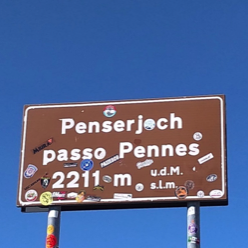 Penserjoch
passo Pennes
2211 m u.d.M.
s.l.m.